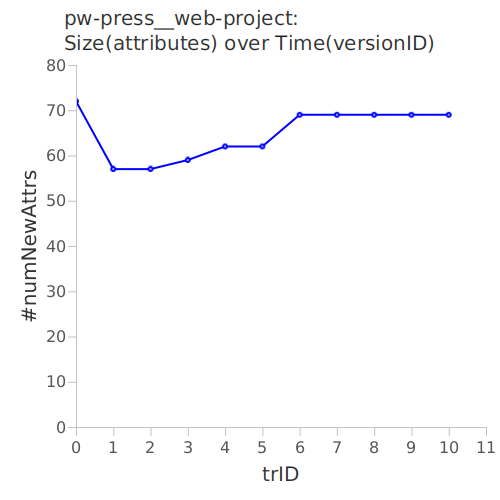 pw-press__web-project:
Size(attributes) over Time(versionID)
80
70
60
50
40
30
20
10
0
#numNewAttrs
0 1 2 3 4 5 6 7 8 9 10 11
trID